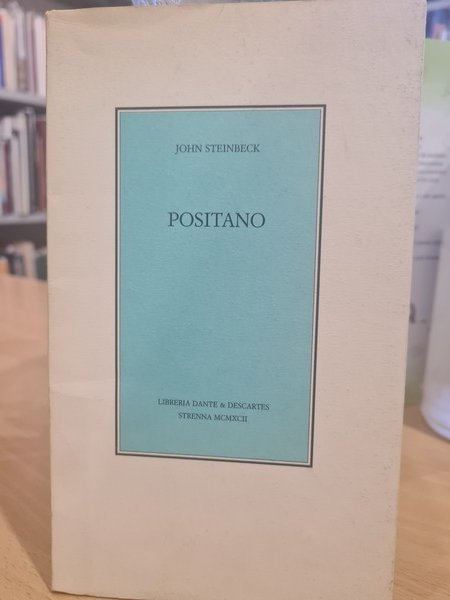 JOHN STEINBECK
POSITANO
LIBRERIA DANTE & DESCARTES
STRENNA MCMXCII